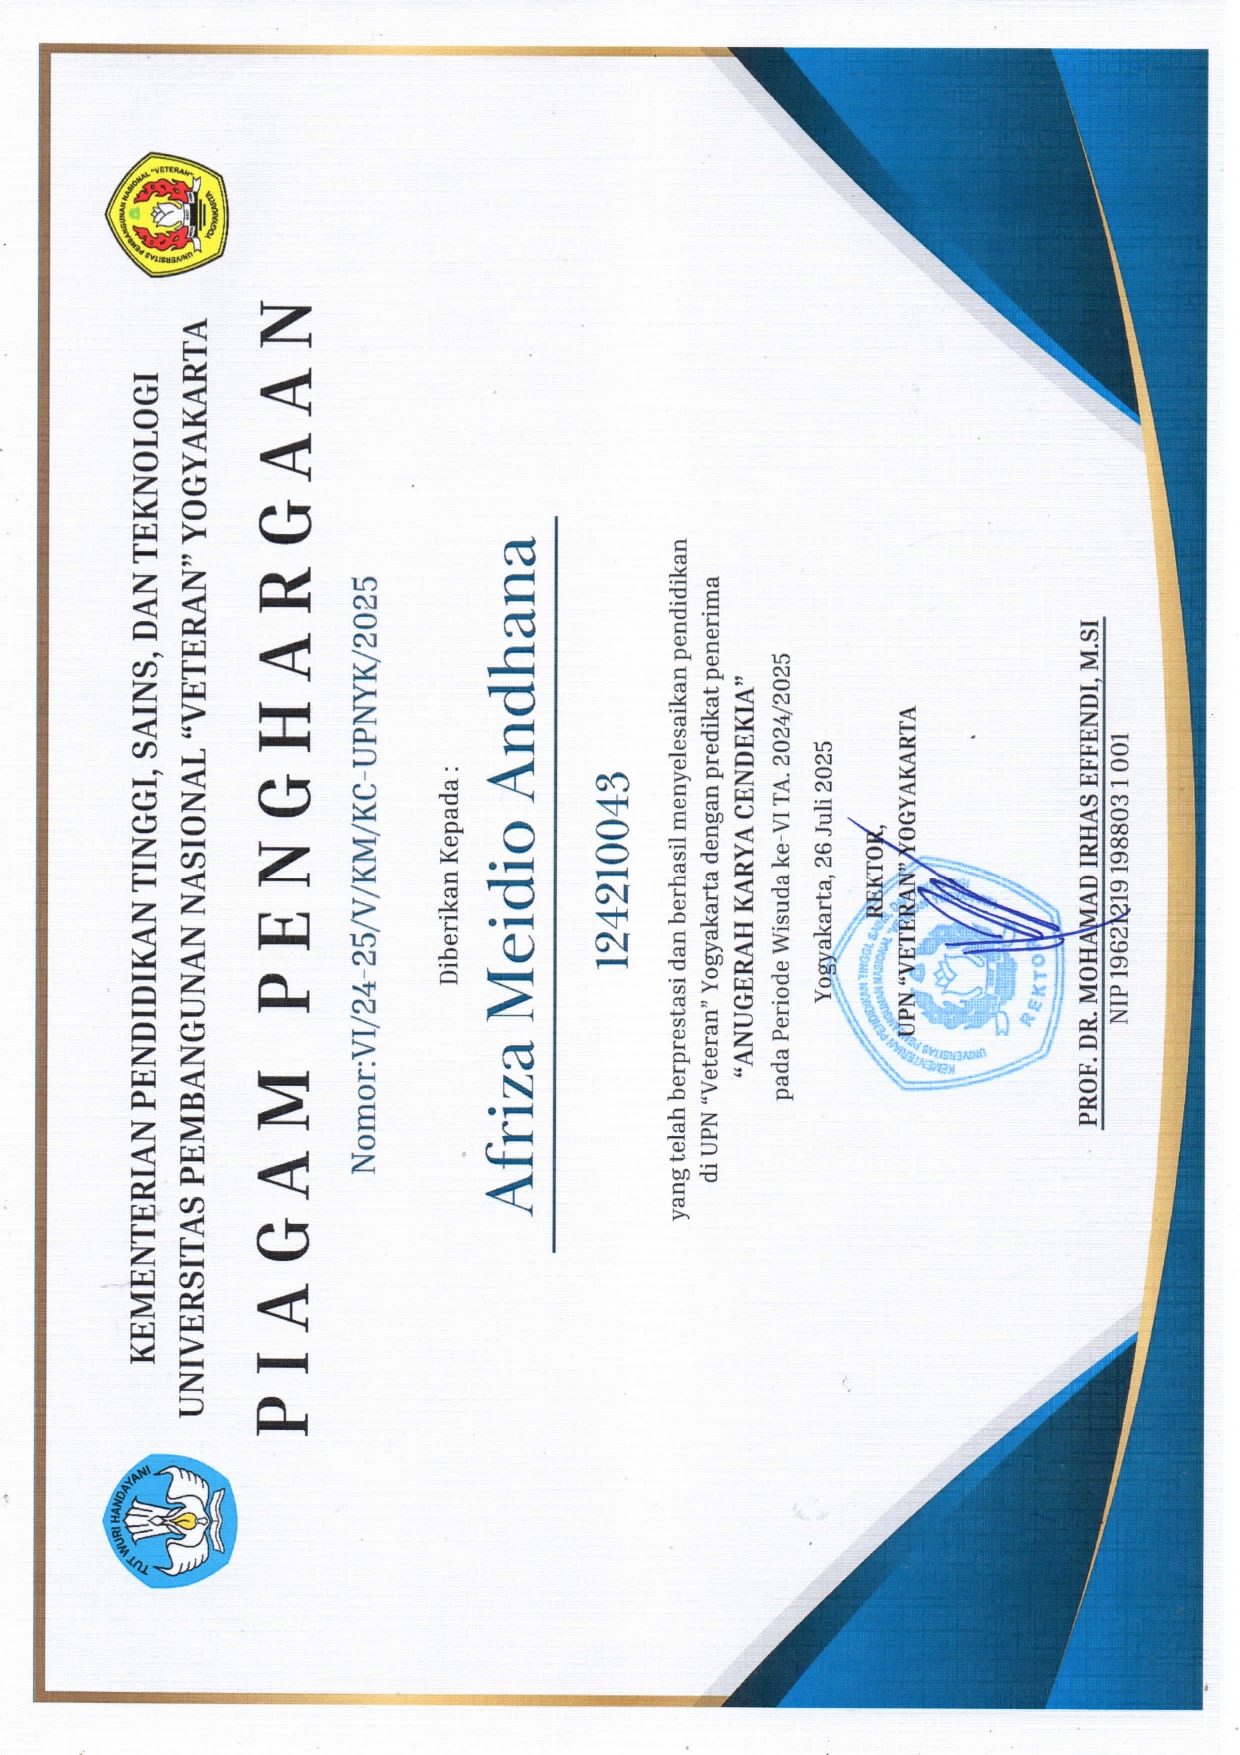 KEMENTERIAN PENDIDIKAN TINGGI, SAINS, DAN TEKNOLOGI
UNIVERSITAS PEMBANGUNAN NASIONAL “VETERAN” YOGYAKARTA
PIAGAM PENGHARGAAN
Nomor:VI/24-25/V/KM/KC-UPNYK/2025
Diberikan Kepada :
Afriza Meidio Andhana
124210043
yang telah berprestasi dan berhasil menyelesaikan pendidikan
di UPN “Veteran” Yogyakarta dengan predikat penerima
“ANUGERAH KARYA CENDEKIA”
pada Periode Wisuda ke-VI TA. 2024/2025
Yogyakarta, 26 Juli 2025
REKTOR,
UPN “VETERAN” YOGYAKARTA
PROF. DR. MOHAMAD IRHAS EFFENDI, M.SI
NIP 19621219 198803 1 001
TUT WURI HANDAYANI
UNIVERSITAS PEMBANGUNAN NASIONAL "VETERAN"
YOGYAKARTA
KEMENTERIAN PENDIDIKAN TINGGI, SAINS, D
UNIVERSITAS PEMBANGUNAN NASIONAL
REKTOR